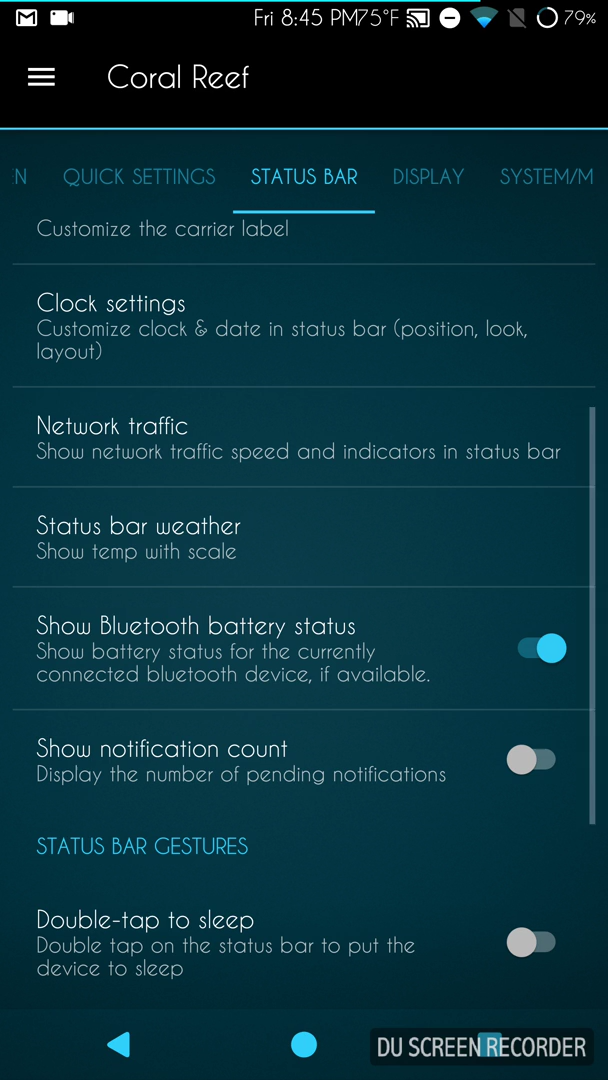 Fri 8:45 PM 75°F 79%
Coral Reef
EN QUICK SETTINGS STATUS BAR DISPLAY SYSTEM/M
Customize the carrier label
Clock settings
Customize clock & date in status bar (position, look,
layout)
Network traffic
Show network traffic speed and indicators in status bar
Status bar weather
Show temp with scale
Show Bluetooth battery status
Show battery status for the currently
connected bluetooth device, if available.
Show notification count
Display the number of pending notifications
STATUS BAR GESTURES
Double-tap to sleep
Double tap on the status bar to put the
device to sleep
DU SCREEN RECORDER